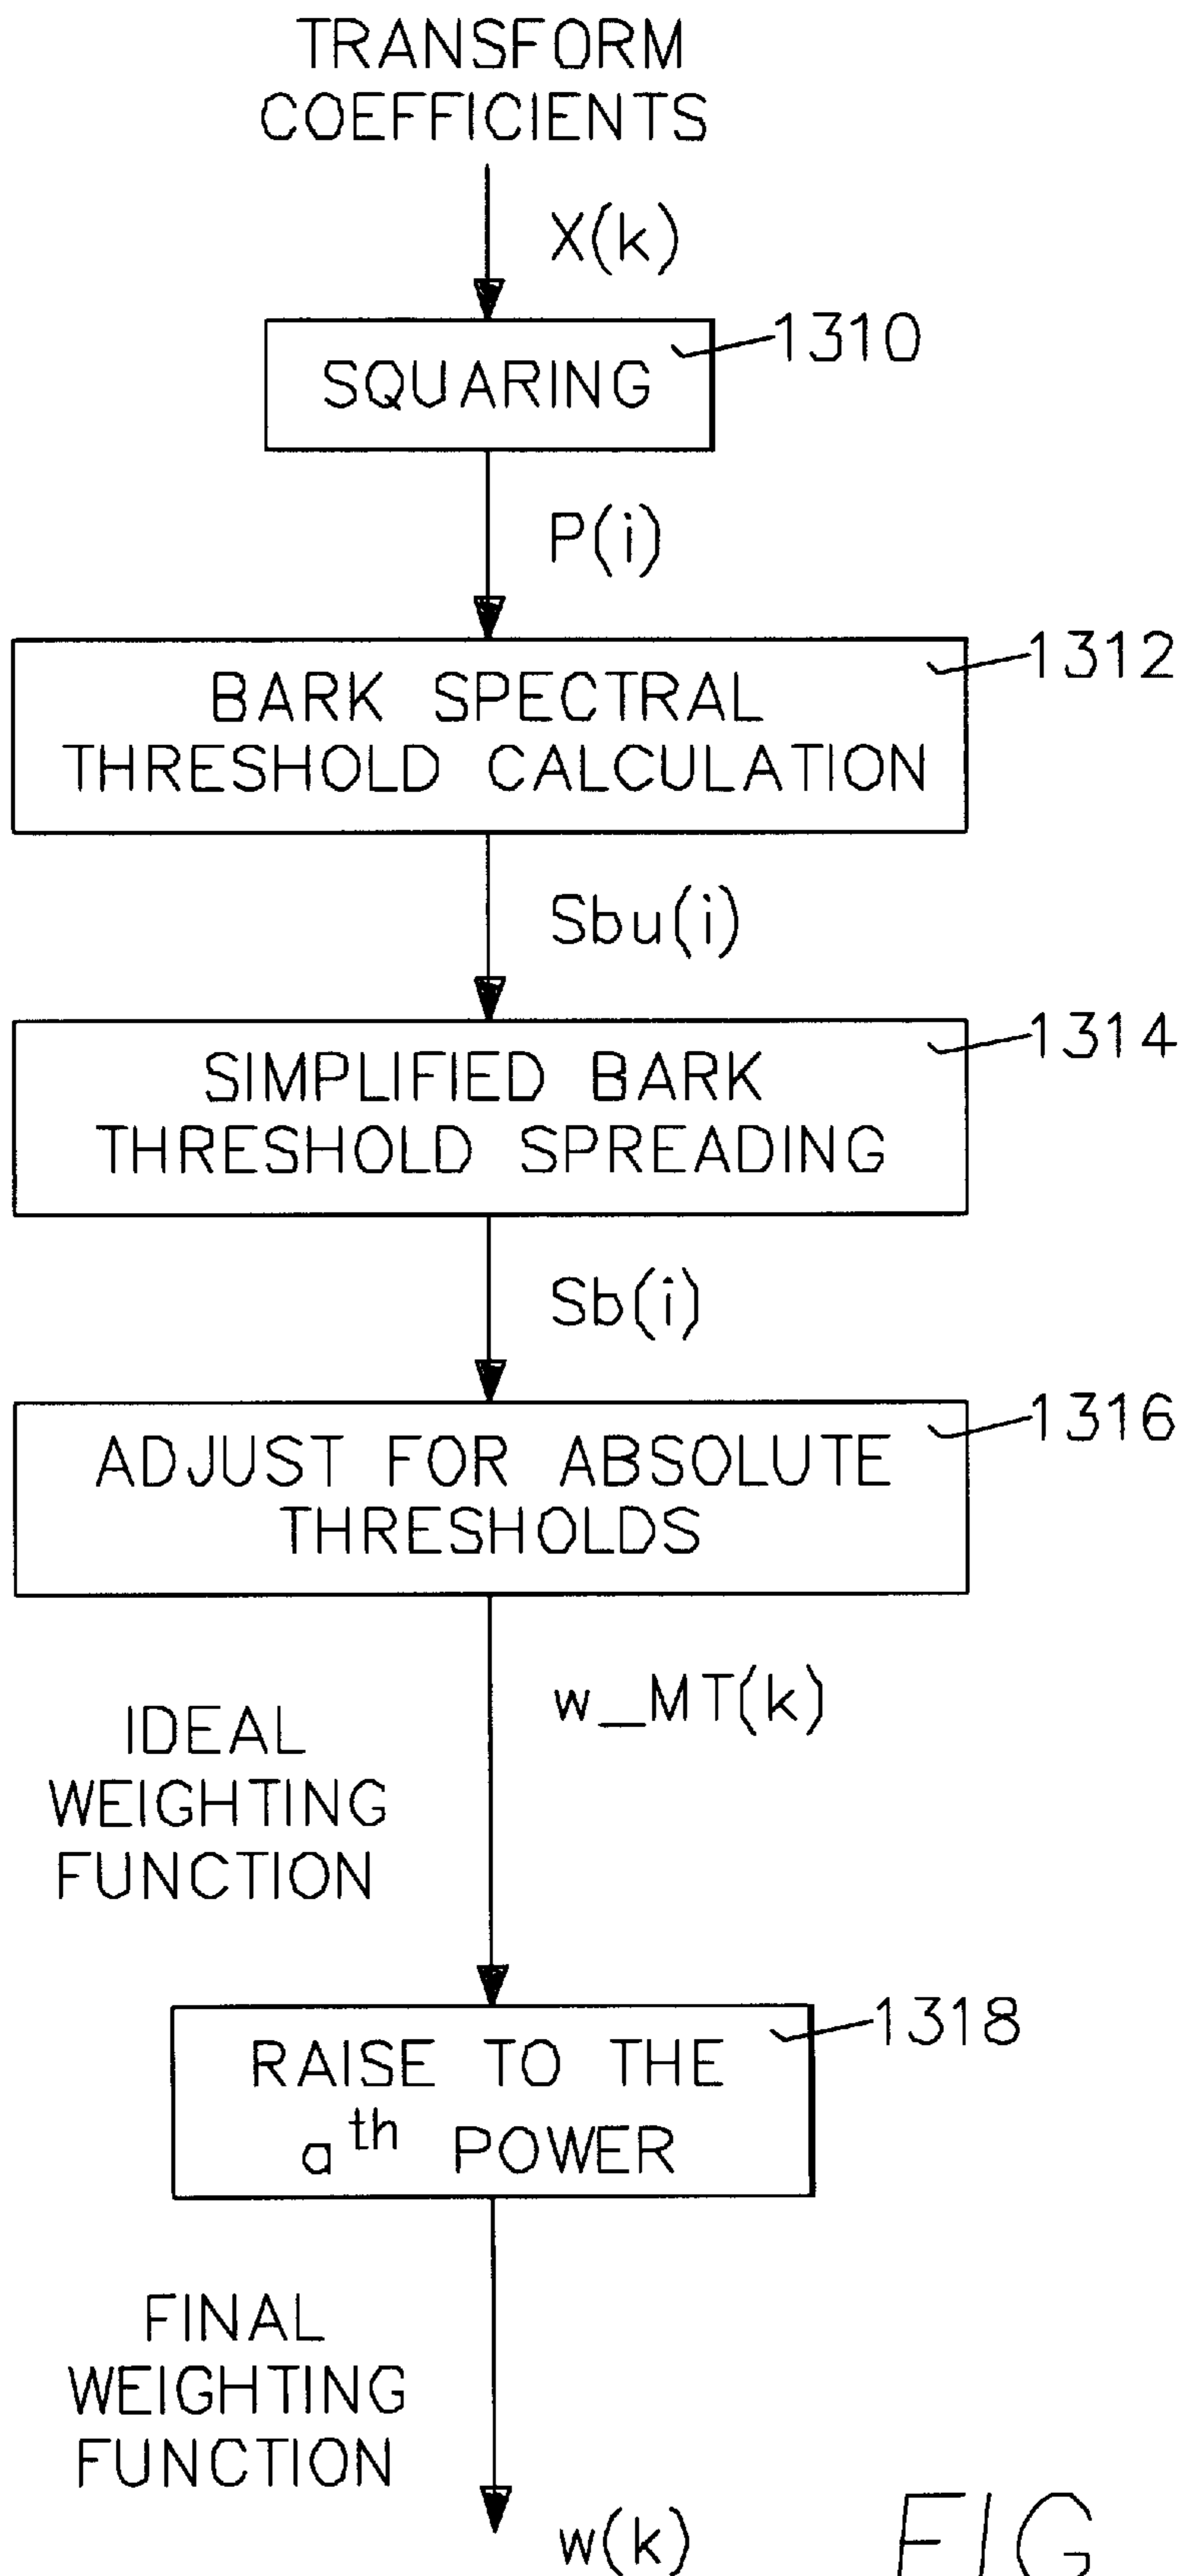 TRANSFORM
COEFFICIENTS
X(k)
1310
SQUARING
P(i)
1312
BARK SPECTRAL
THRESHOLD CALCULATION
Sbu(i)
1314
SIMPLIFIED BARK
THRESHOLD SPREADING
Sb(i)
1316
ADJUST FOR ABSOLUTE
THRESHOLDS
w_MT(k)
IDEAL
WEIGHTING
FUNCTION
1318
RAISE TO THE
a^th POWER
FINAL
WEIGHTING
FUNCTION
w(k)
FIG